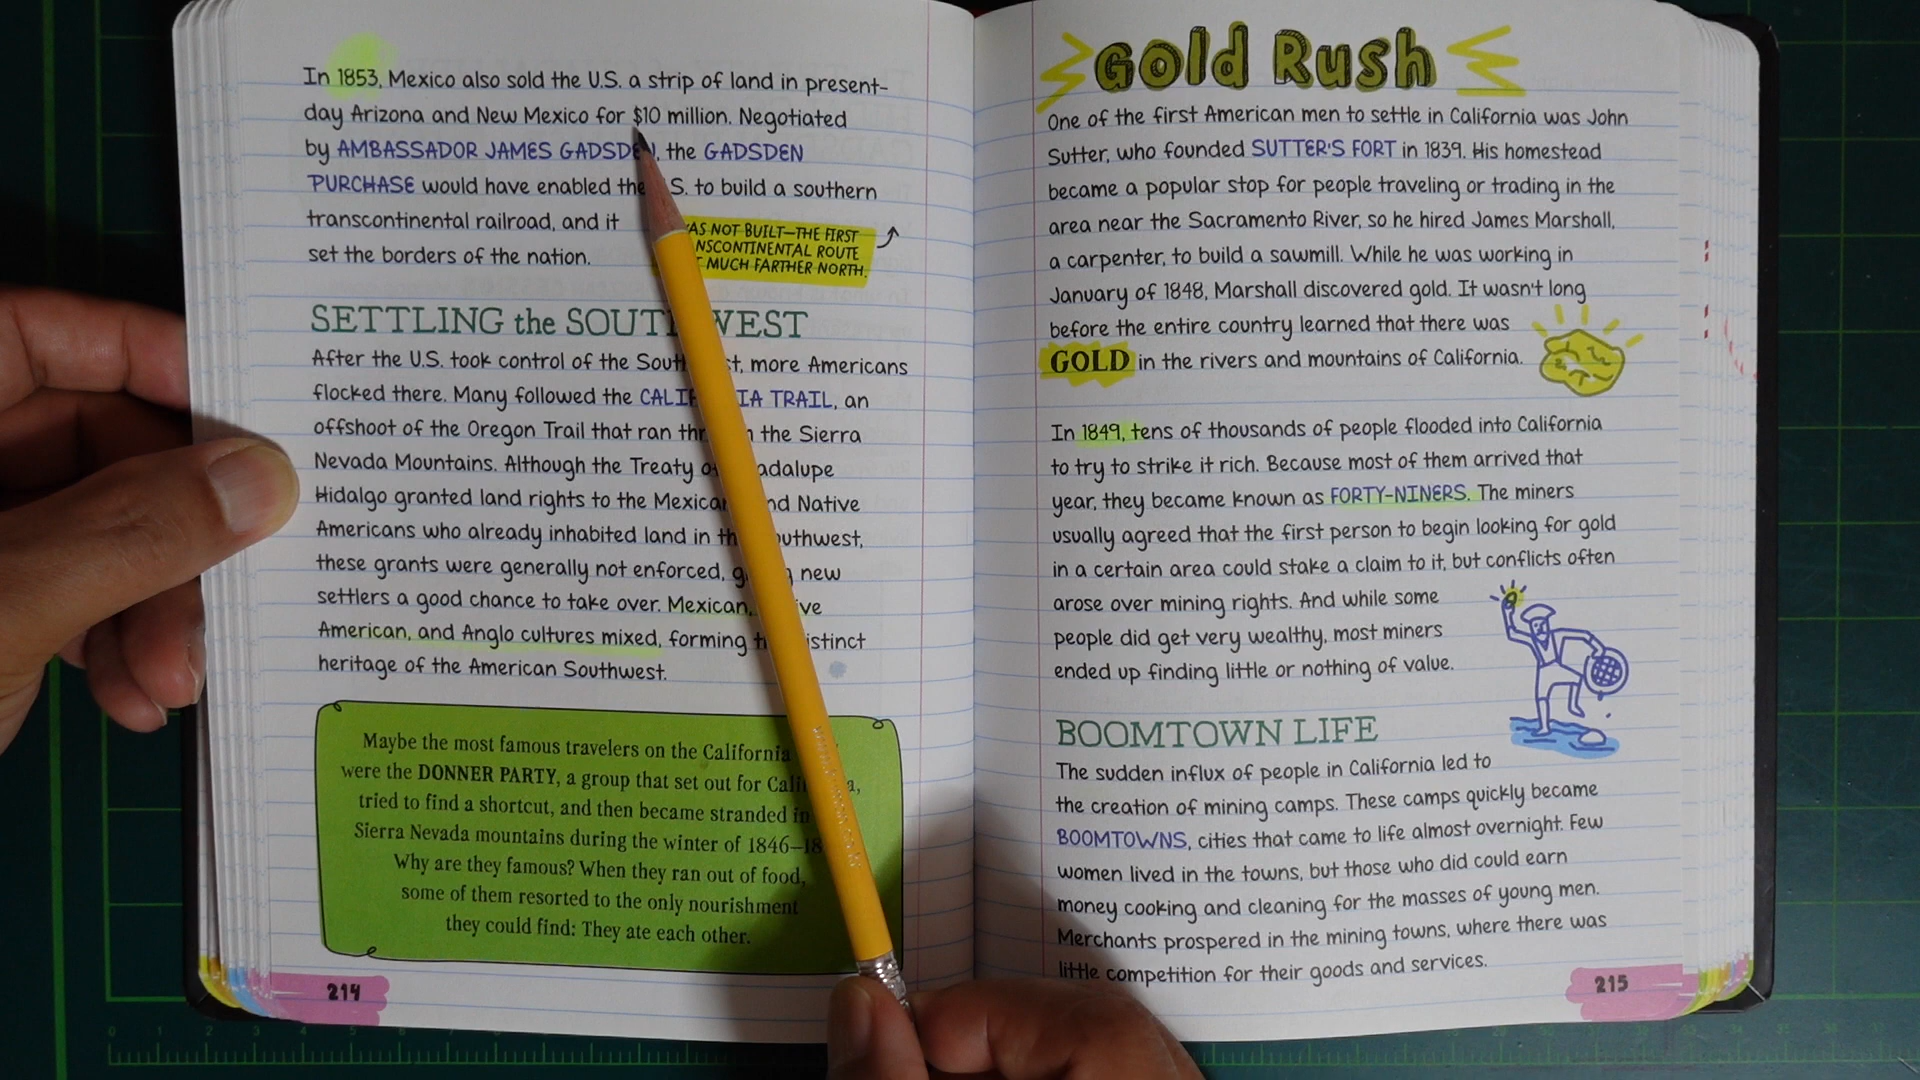 In 1853, Mexico also sold the U.S. a strip of land in present-
day Arizona and New Mexico for $10 million. Negotiated
by AMBASSADOR JAMES GADSDEN, the GADSDEN
PURCHASE would have enabled the U.S. to build a southern
transcontinental railroad, and it
set the borders of the nation.
NOT BUILT—THE FIRST
ROUTE
MUCH FARTHER NORTH.
SETTLING the SOUTHWEST
After the U.S. took control of the Southwest, more Americans
flocked there. Many followed the CALIFORNIA TRAIL, an
offshoot of the Oregon Trail that ran through the Sierra
Nevada Mountains. Although the Treaty of Guadalupe
Hidalgo granted land rights to the Mexican and Native
Americans who already inhabited land in the Southwest,
these grants were generally not enforced, giving new
settlers a good chance to take over. Mexican, Native
American, and Anglo cultures mixed, forming the distinct
heritage of the American Southwest.
Maybe the most famous travelers on the California
were the DONNER PARTY, a group that set out for California,
tried to find a shortcut, and then became stranded in
Sierra Nevada mountains during the winter of 1846–
Why are they famous? When they ran out of food,
some of them resorted to the only nourishment
they could find: They ate each other.
214
Gold Rush
One of the first American men to settle in California was John
Sutter, who founded SUTTER'S FORT in 1839. His homestead
became a popular stop for people traveling or trading in the
area near the Sacramento River, so he hired James Marshall,
a carpenter, to build a sawmill. While he was working in
January of 1848, Marshall discovered gold. It wasn't long
before the entire country learned that there was
GOLD in the rivers and mountains of California.
In 1849, tens of thousands of people flooded into California
to try to strike it rich. Because most of them arrived that
year, they became known as FORTY-NINERS. The miners
usually agreed that the first person to begin looking for gold
in a certain area could stake a claim to it, but conflicts often
arose over mining rights. And while some
people did get very wealthy, most miners
ended up finding little or nothing of value.
BOOMTOWN LIFE
The sudden influx of people in California led to
the creation of mining camps. These camps quickly became
BOOMTOWNS, cities that came to life almost overnight. Few
women lived in the towns, but those who did could earn
money cooking and cleaning for the masses of young men.
Merchants prospered in the mining towns, where there was
little competition for their goods and services.
215